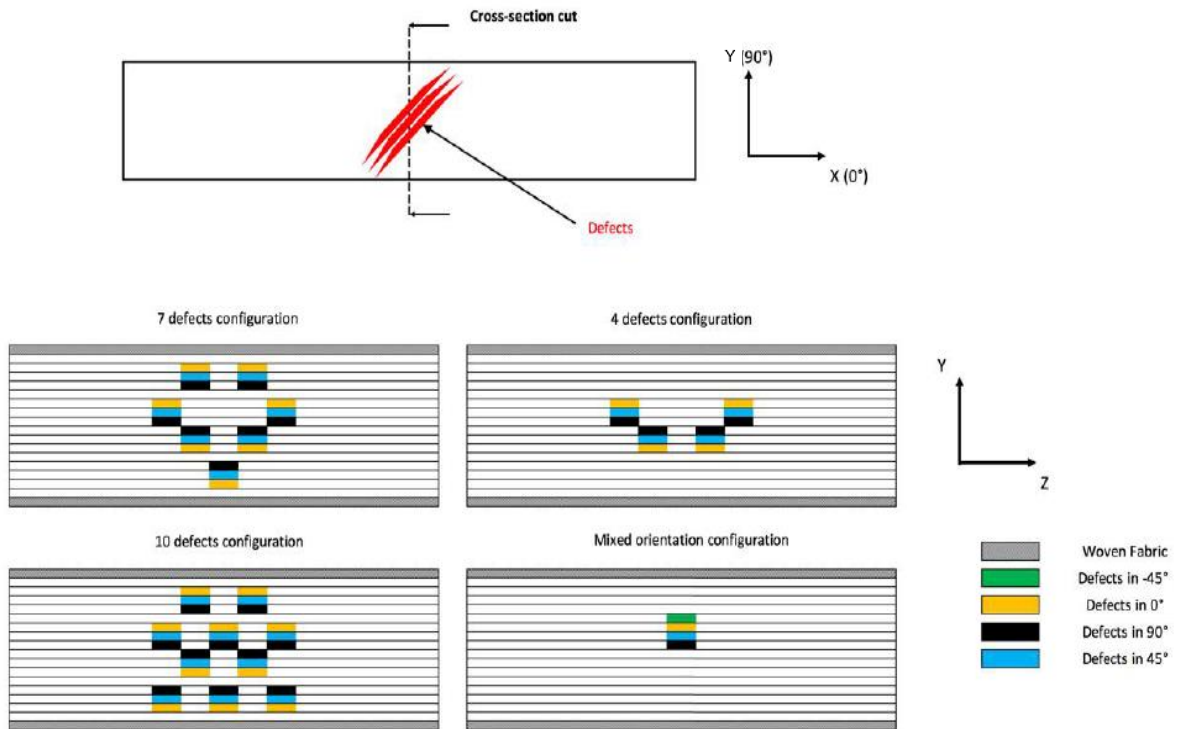 Cross-section cut
Y (90°)
X (0°)
Defects
7 defects configuration
4 defects configuration
Y
Z
10 defects configuration
Mixed orientation configuration
Woven Fabric
Defects in -45°
Defects in 0°
Defects in 90°
Defects in 45°